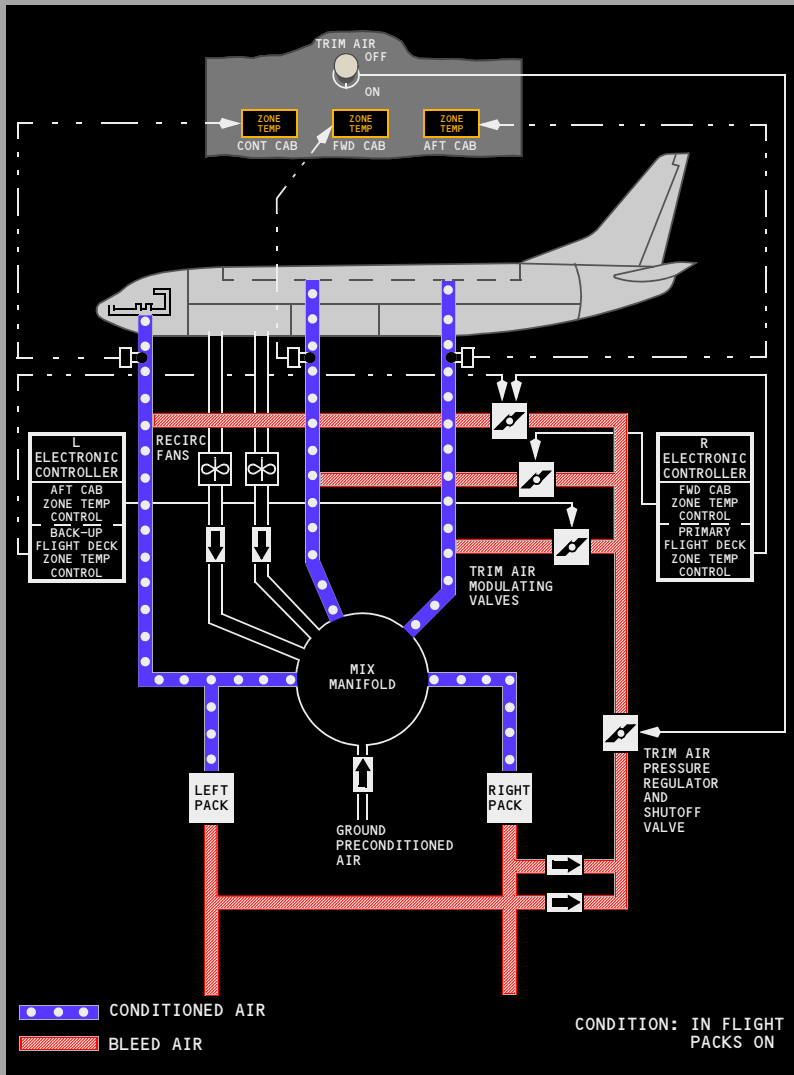 TRIM AIR
OFF
ON
ZONE
TEMP
ZONE
TEMP
ZONE
TEMP
CONT CAB
FWD CAB
AFT CAB
RECIRC
FANS
L
ELECTRONIC
CONTROLLER
AFT CAB
ZONE TEMP
CONTROL
BACK-UP
FLIGHT DECK
ZONE TEMP
CONTROL
R
ELECTRONIC
CONTROLLER
FWD CAB
ZONE TEMP
CONTROL
PRIMARY
FLIGHT DECK
ZONE TEMP
CONTROL
TRIM AIR
MODULATING
VALVES
MIX
MANIFOLD
LEFT
PACK
RIGHT
PACK
TRIM AIR
PRESSURE
REGULATOR
AND
SHUTOFF
VALVE
GROUND
PRECONDITIONED
AIR
CONDITIONED AIR
BLEED AIR
CONDITION: IN FLIGHT
PACKS ON